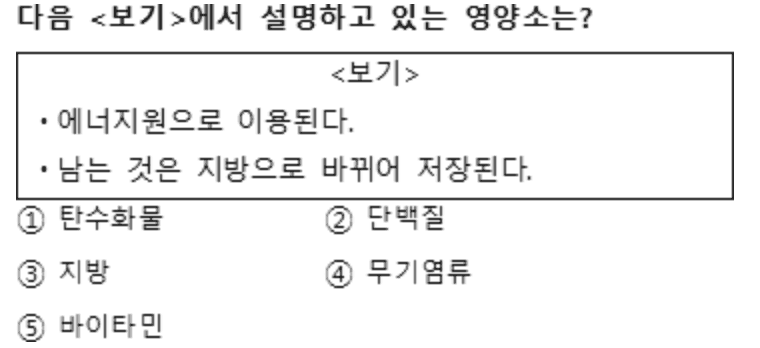 다음 <보기>에서 설명하고 있는 영양소는?
<보기>
・에너지원으로 이용된다.
・남는 것은 지방으로 바뀌어 저장된다.
① 탄수화물 ② 단백질
③ 지방 ④ 무기염류
⑤ 바이타민